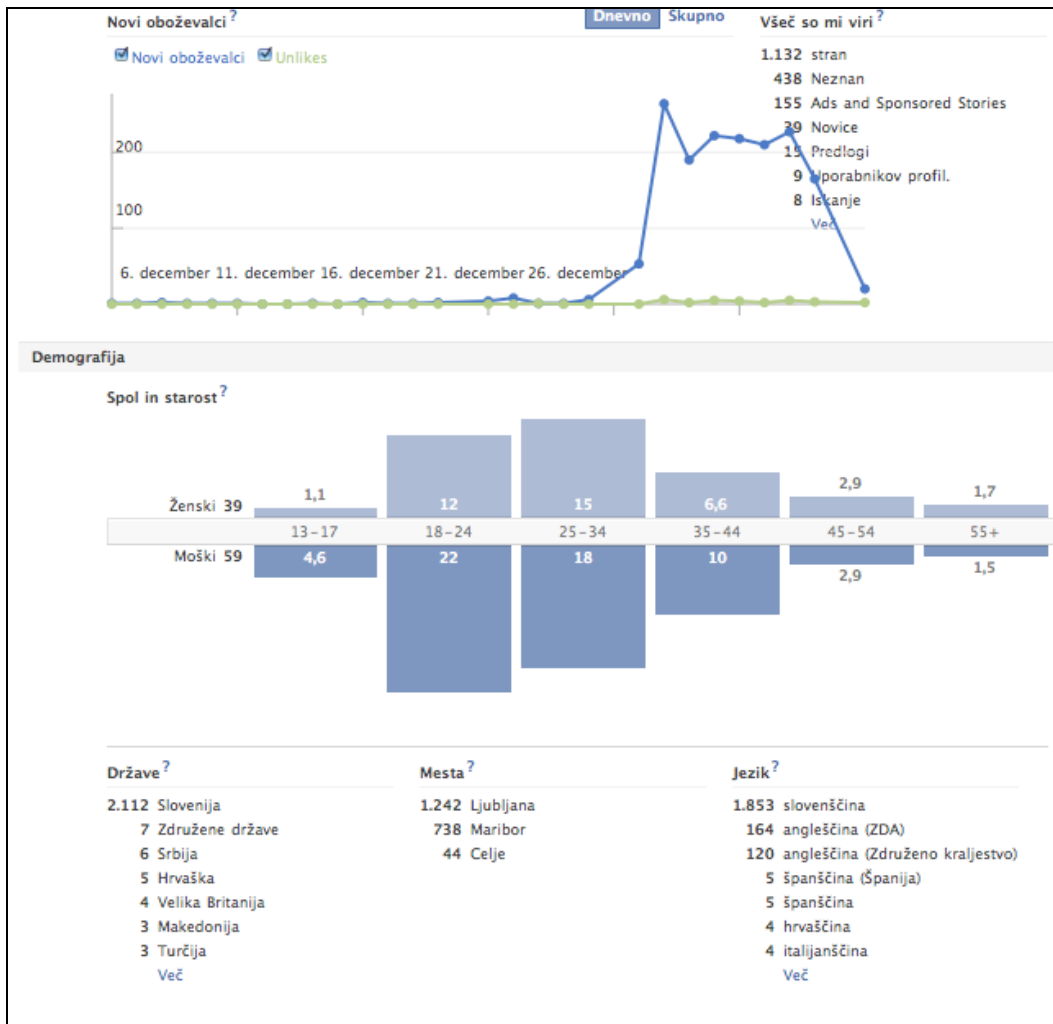 Novi oboževalci ?
Dnevno Skupno
Novi oboževalci Unlikes
200
100
6. december 11. december 16. december 21. december 26. december
Všeč so mi viri ?
1.132 stran
438 Neznan
155 Ads and Sponsored Stories
39 Novice
15 Predlogi
9 Uporabnikov profil.
8 Iskanje
Več
Demografija
Spol in starost ?
Ženski 39 1,1 12 15 6,6 2,9 1,7
13-17 18-24 25-34 35-44 45-54 55+
Moški 59 4,6 22 18 10 2,9 1,5
Države ?
2.112 Slovenija
7 Združene države
6 Srbija
5 Hrvaška
4 Velika Britanija
3 Makedonija
3 Turčija
Več
Mesta ?
1.242 Ljubljana
738 Maribor
44 Celje
Jezik ?
1.853 slovenščina
164 angleščina (ZDA)
120 angleščina (Združeno kraljestvo)
5 španščina (Španija)
5 španščina
4 hrvaščina
4 italijanščina
Več